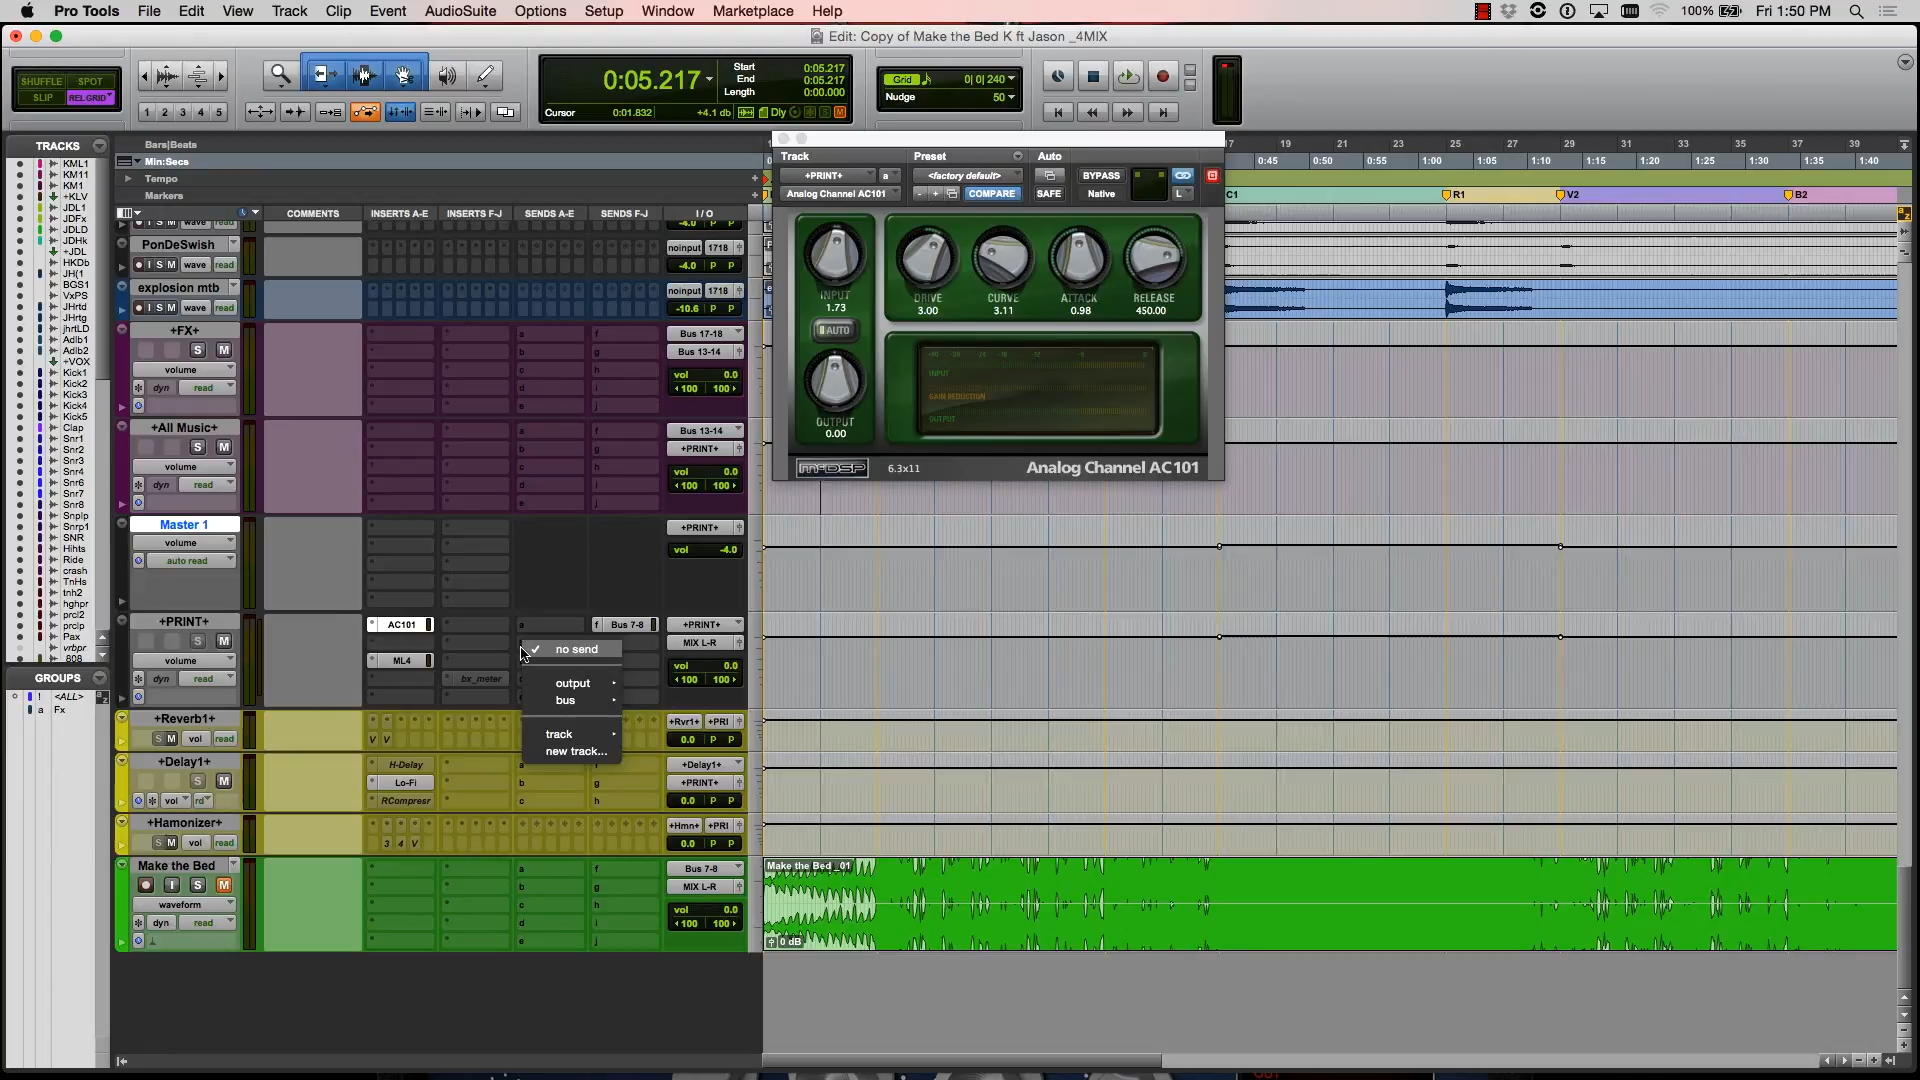 Pro Tools File Edit View Track Clip Event AudioSuite Options Setup Window Marketplace Help 100% Fri 1:50 PM
Edit: Copy of Make the Bed K ft Jason _4MIX
SHUFFLE SPOT
SLIP REL GRID
1 2 3 4 5
0:05.217
Start 0:05.217
End 0:05.217
Length 0:00.000
Cursor 0:01.832 +4.1 db Dly
Grid 0| 0| 240
Nudge 50
TRACKS
KML1
KM11
KM1
+KLV
JDL1
JDFx
JDLD
JDHk
+JDL
HKDb
JH(1
BGS1
VxPS
JHrtd
JHrtg
jhrtLD
Adlb1
Adlb2
+VOX
Kick1
Kick2
Kick3
Kick4
Kick5
Clap
Snr1
Snr2
Snr3
Snr4
Snr6
Snr7
Snr8
Snplp
Snrp1
SNR
Hihts
Ride
crash
TnHs
tnh2
hghpr
prcl2
prclp
Pax
vrbpr
808
GROUPS
! <ALL>
a Fx
Bars|Beats
Min:Secs
Tempo
Markers
17 19 21 23 25 27 29 31 33 35 37 39
0:45 0:50 0:55 1:00 1:05 1:10 1:15 1:20 1:25 1:30 1:35 1:40
C1 R1 V2 B2
COMMENTS INSERTS A-E INSERTS F-J SENDS A-E SENDS F-J I / O
I S M wave read -4.0 P P
PonDeSwish noinput 1718
I S M wave read -4.0 P P
explosion mtb noinput 1718
I S M wave read -10.6 P P
+FX+ a f Bus 17-18
S M b g Bus 13-14
volume c h vol 0.0
dyn read d i 100 100
e j
+All Music+ a f Bus 13-14
S M b g +PRINT+
volume c h vol 0.0
dyn read d i 100 100
e j
Master 1 +PRINT+
volume vol -4.0
auto read
+PRINT+ AC101 a f Bus 7-8 +PRINT+
S M MIX L-R
volume ML4 vol 0.0
dyn read bx_meter 100 100
no send
output
bus
track
new track...
+Reverb1+ +Rvr1+ +PRI
S M vol read V V 0.0 P P
+Delay1+ H-Delay a f +Delay1+
S M Lo-Fi b g +PRINT+
vol rd RCompresr c h 0.0 P P
+Hamonizer+ +Hmn+ +PRI
S M vol read 3 4 V 0.0 P P
Make the Bed a f Bus 7-8
I S M b g MIX L-R
waveform c h vol 0.0
dyn read d i 100 100
e j
Make the Bed_01
0 dB
Track Preset Auto
+PRINT+ a <factory default> BYPASS
Analog Channel AC101 - + COMPARE SAFE Native L
INPUT
1.73
AUTO
OUTPUT
0.00
DRIVE CURVE ATTACK RELEASE
3.00 3.11 0.98 450.00
INPUT
GAIN REDUCTION
OUTPUT
McDSP 6.3x11 Analog Channel AC101